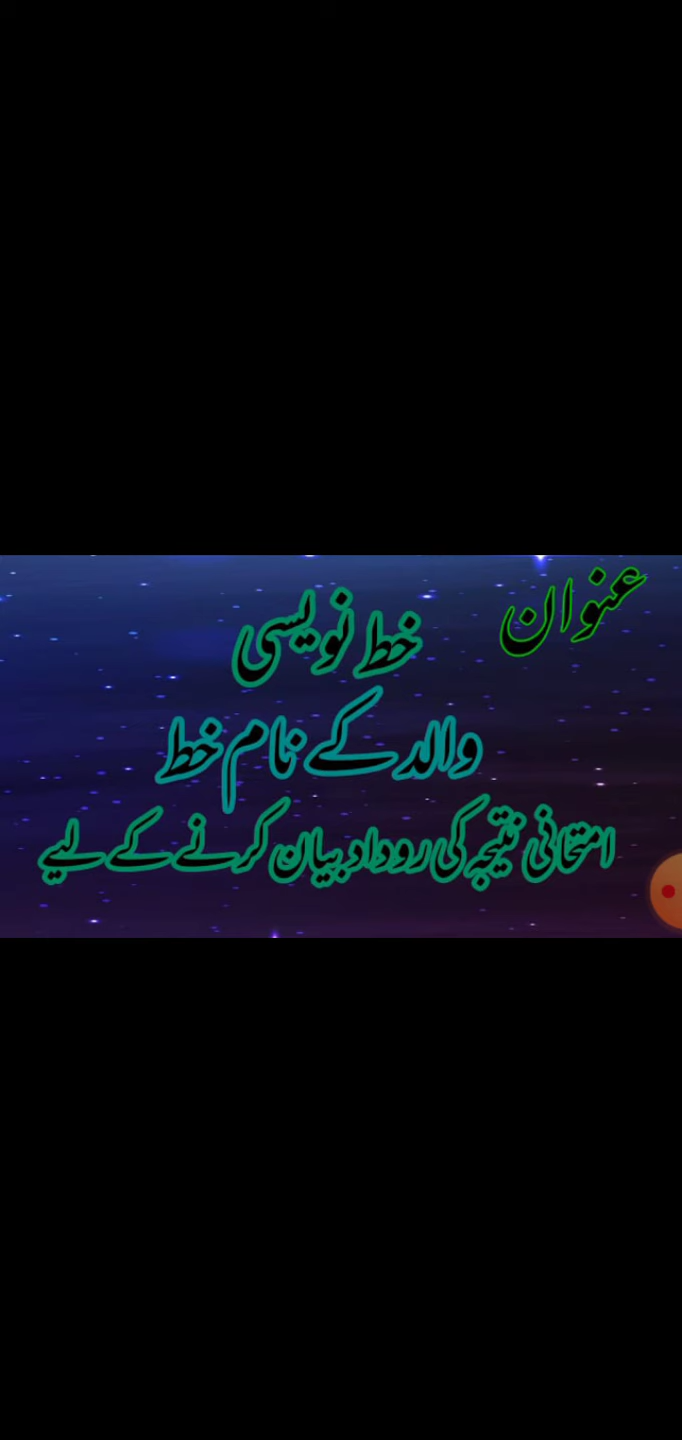 عنوان
خط نویسی
والد کے نام خط
امتحانی نتیجہ کی روداد بیان کرنے کے لیے